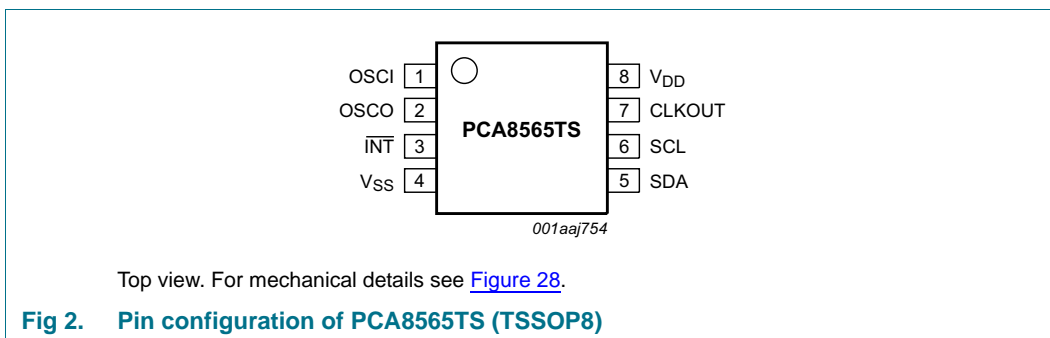 OSCI 1 8 VDD
OSCO 2 7 CLKOUT
PCA8565TS
INT 3 6 SCL
VSS 4 5 SDA
001aaj754
Top view. For mechanical details see Figure 28.
Fig 2. Pin configuration of PCA8565TS (TSSOP8)